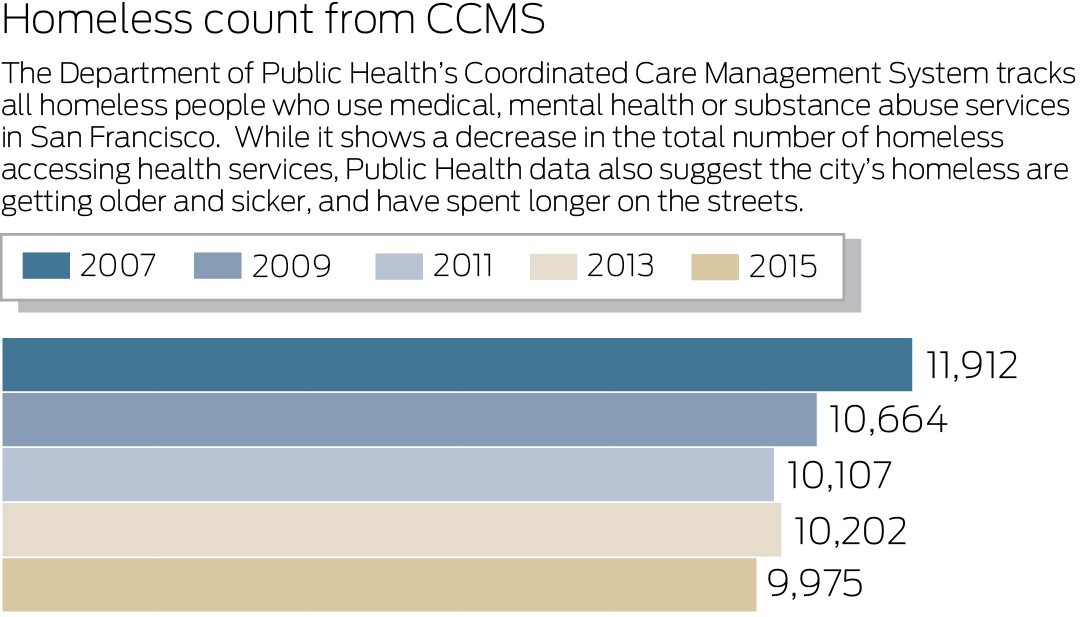 Homeless count from CCMS
The Department of Public Health’s Coordinated Care Management System tracks
all homeless people who use medical, mental health or substance abuse services
in San Francisco.  While it shows a decrease in the total number of homeless
accessing health services, Public Health data also suggest the city’s homeless are
getting older and sicker, and have spent longer on the streets.
2007 2009 2011 2013 2015
11,912
10,664
10,107
10,202
9,975